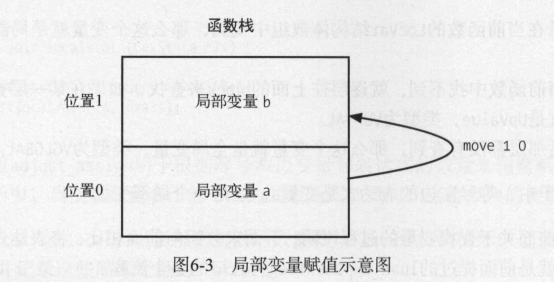 函数栈
位置1
局部变量 b
move 1 0
位置0
局部变量 a
图6-3 局部变量赋值示意图